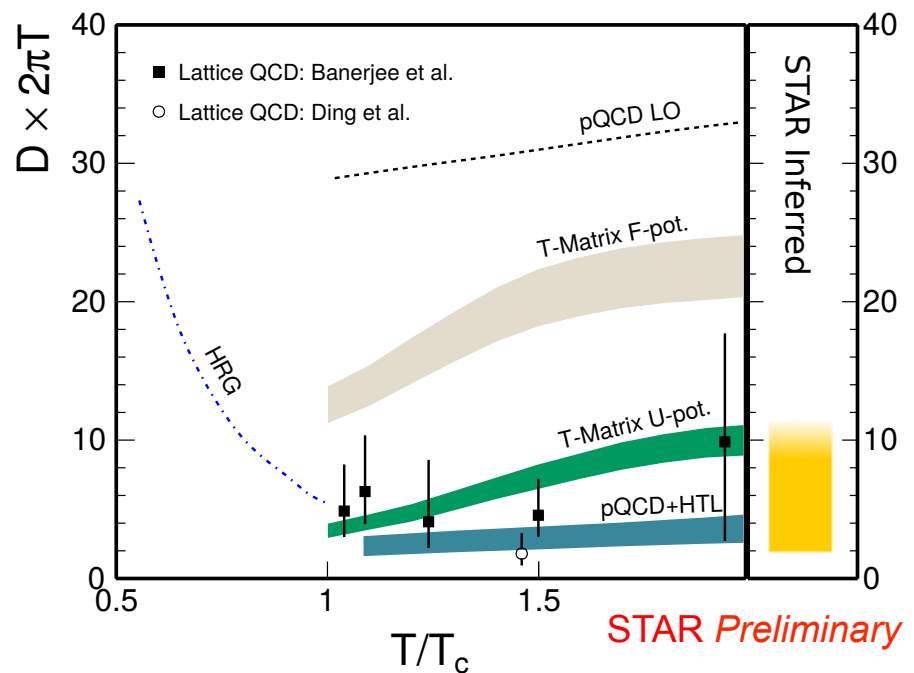 40
30
20
10
0
D × 2πT
Lattice QCD: Banerjee et al.
Lattice QCD: Ding et al.
pQCD LO
T-Matrix F-pot.
HRG
T-Matrix U-pot.
pQCD+HTL
0.5
1
1.5
T/Tc
STAR Inferred
40
30
20
10
0
STAR Preliminary